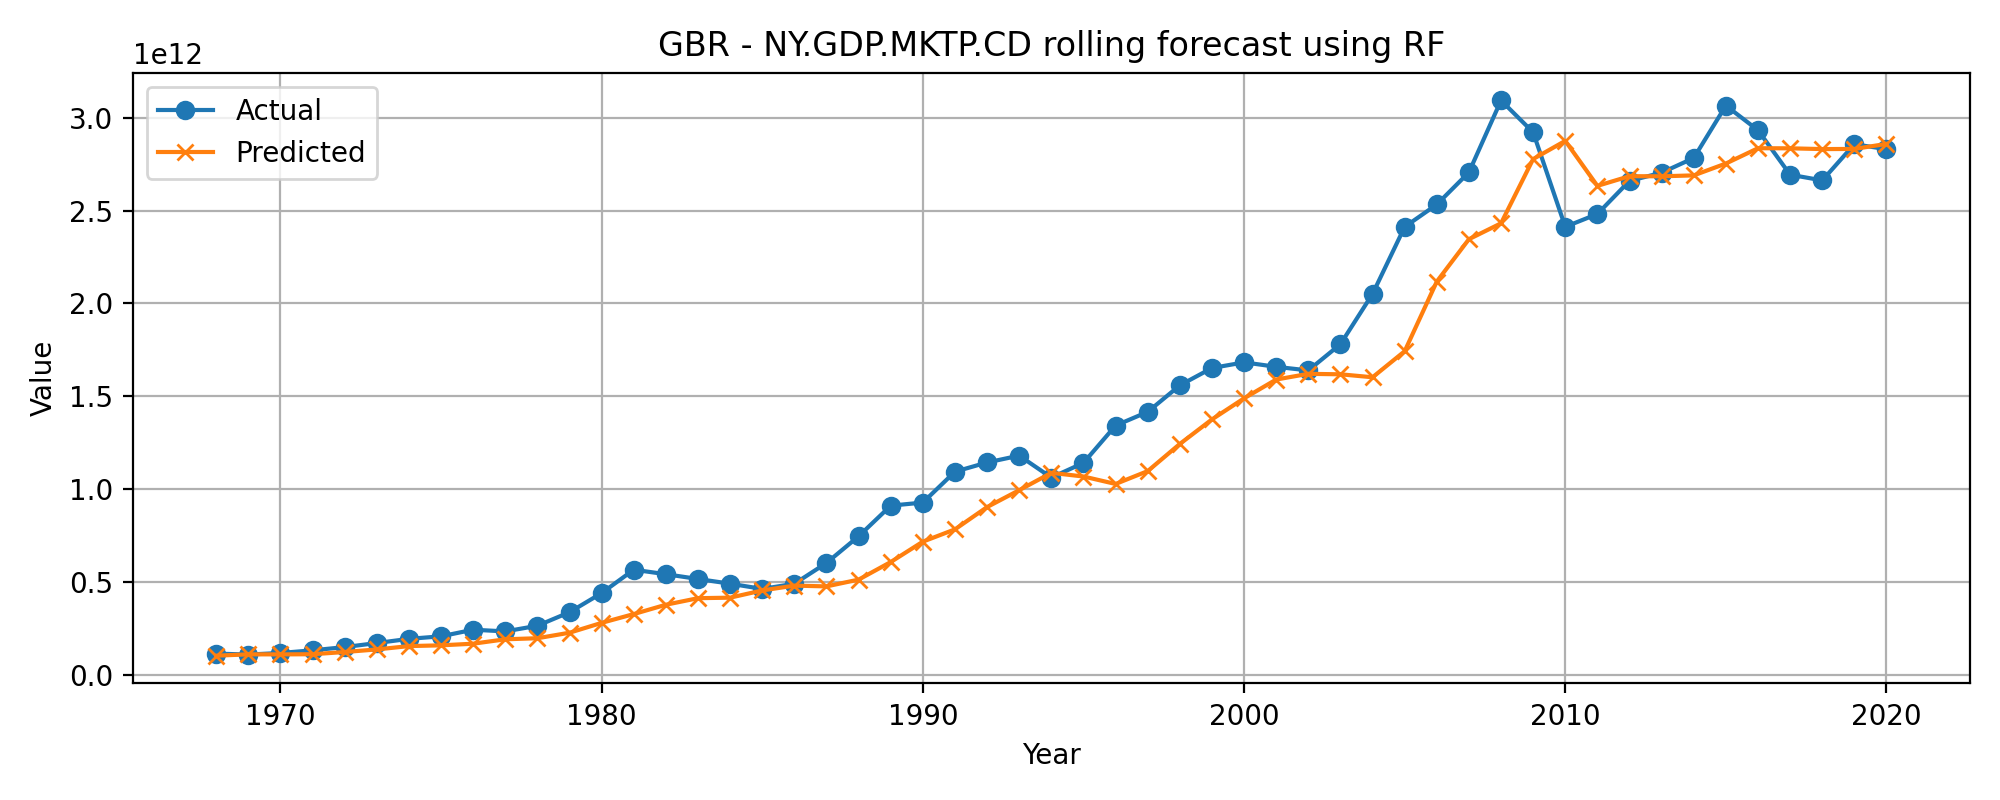 GBR - NY.GDP.MKTP.CD rolling forecast using RF
1e12
Actual
Predicted
3.0
2.5
2.0
1.5
1.0
0.5
0.0
Value
1970 1980 1990 2000 2010 2020
Year